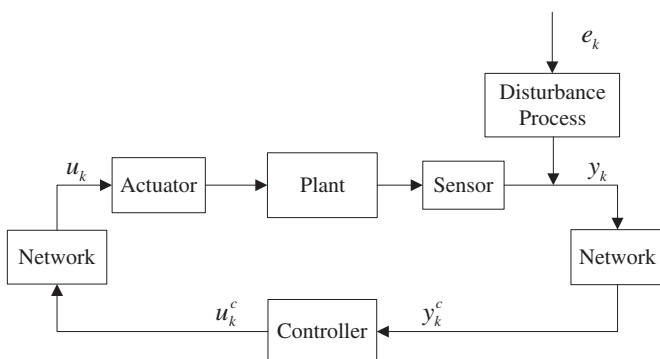 e_k
Disturbance
Process
u_k
Actuator
Plant
Sensor
y_k
Network
Network
u_k^c
Controller
y_k^c